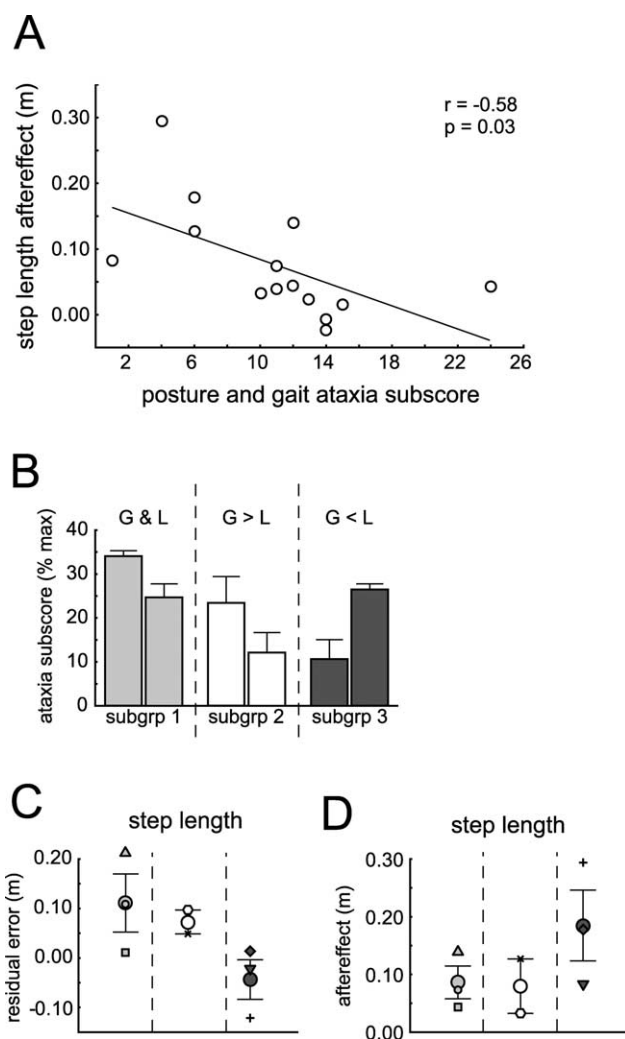 A
r = -0.58
p = 0.03
step length aftereffect (m)
0.30
0.20
0.10
0.00
2 6 10 14 18 22 26
posture and gait ataxia subscore
B
G & L G > L G < L
ataxia subscore (% max)
40
30
20
10
0
subgrp 1 subgrp 2 subgrp 3
C
step length
residual error (m)
0.20
0.10
0.00
-0.10
D
step length
aftereffect (m)
0.30
0.20
0.10
0.00